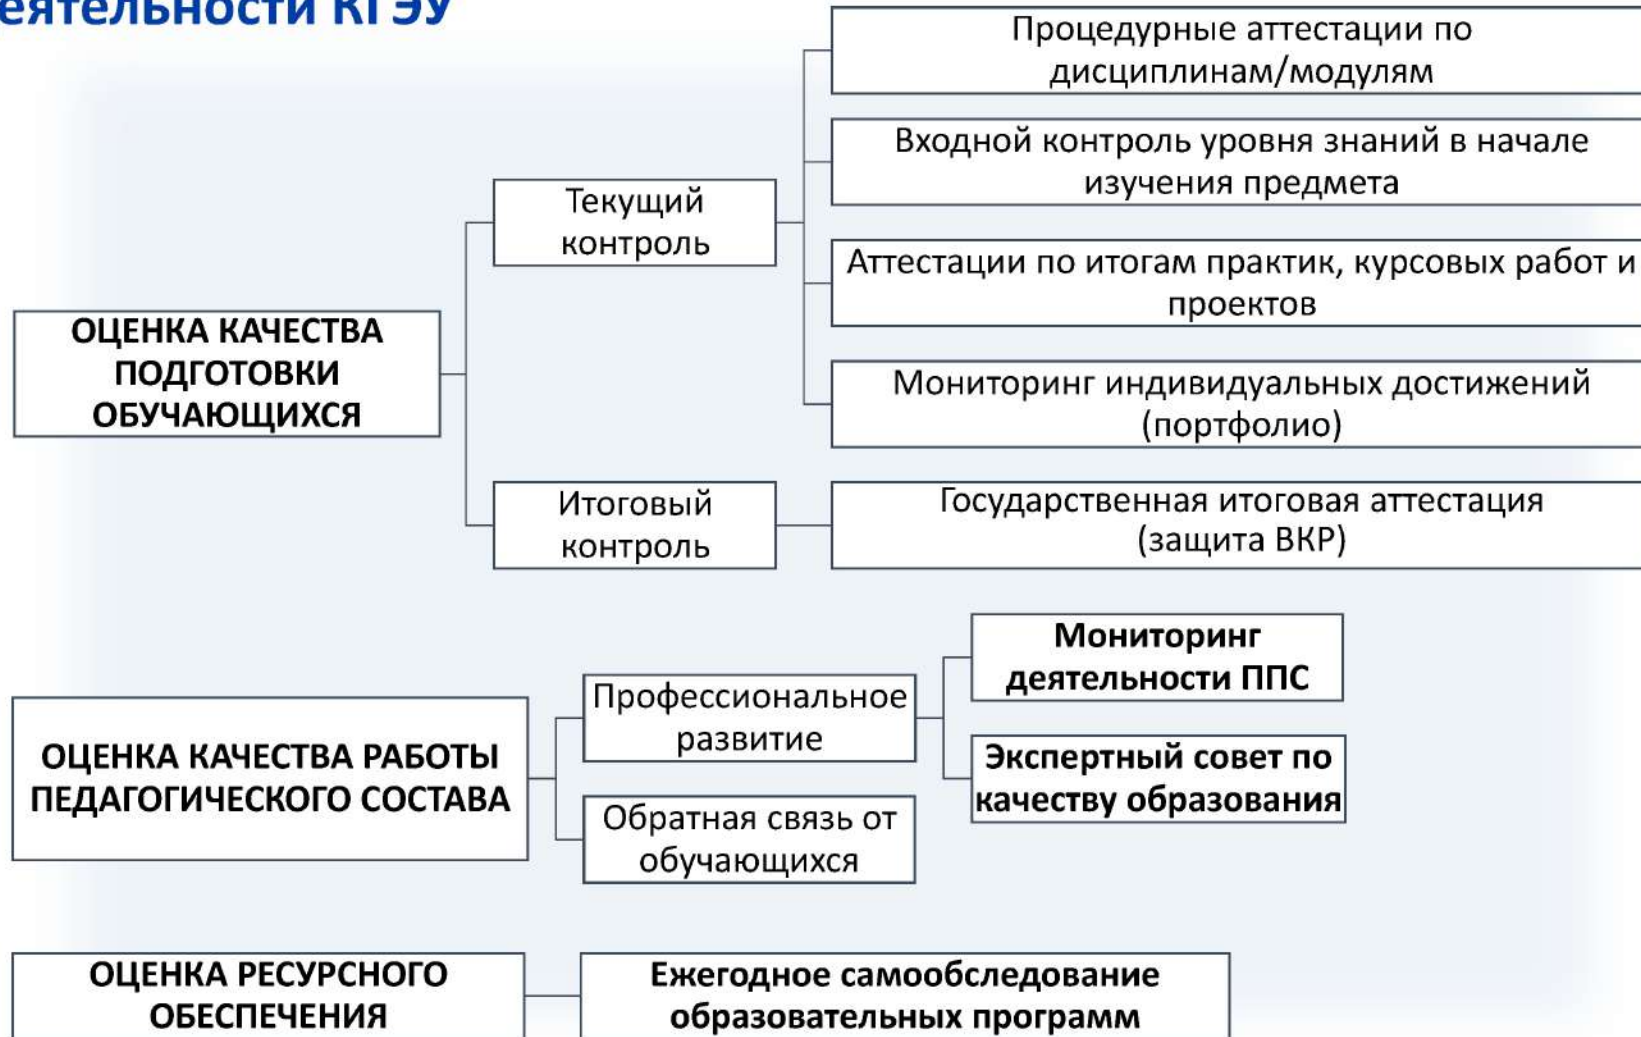 еятельности КГЭУ
Процедурные аттестации по
дисциплинам/модулям
Входной контроль уровня знаний в начале
изучения предмета
Текущий
контроль
Аттестации по итогам практик, курсовых работ и
проектов
ОЦЕНКА КАЧЕСТВА
ПОДГОТОВКИ
ОБУЧАЮЩИХСЯ
Мониторинг индивидуальных достижений
(портфолио)
Итоговый
контроль
Государственная итоговая аттестация
(защита ВКР)
ОЦЕНКА КАЧЕСТВА РАБОТЫ
ПЕДАГОГИЧЕСКОГО СОСТАВА
Профессиональное
развитие
Мониторинг
деятельности ППС
Экспертный совет по
качеству образования
Обратная связь от
обучающихся
ОЦЕНКА РЕСУРСНОГО
ОБЕСПЕЧЕНИЯ
Ежегодное самообследование
образовательных программ